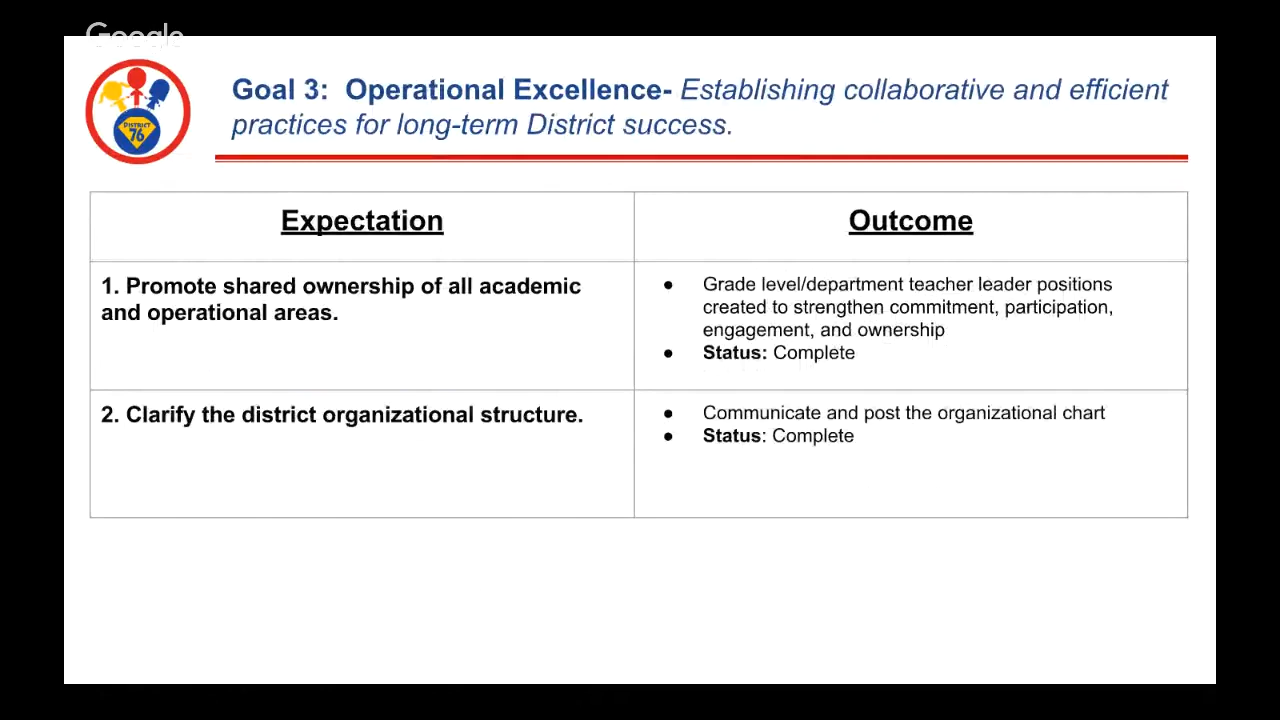 Google
Goal 3: Operational Excellence- Establishing collaborative and efficient
practices for long-term District success.
DISTRICT
76
Expectation
Outcome
1. Promote shared ownership of all academic
and operational areas.
● Grade level/department teacher leader positions
created to strengthen commitment, participation,
engagement, and ownership
● Status: Complete
2. Clarify the district organizational structure.
● Communicate and post the organizational chart
● Status: Complete